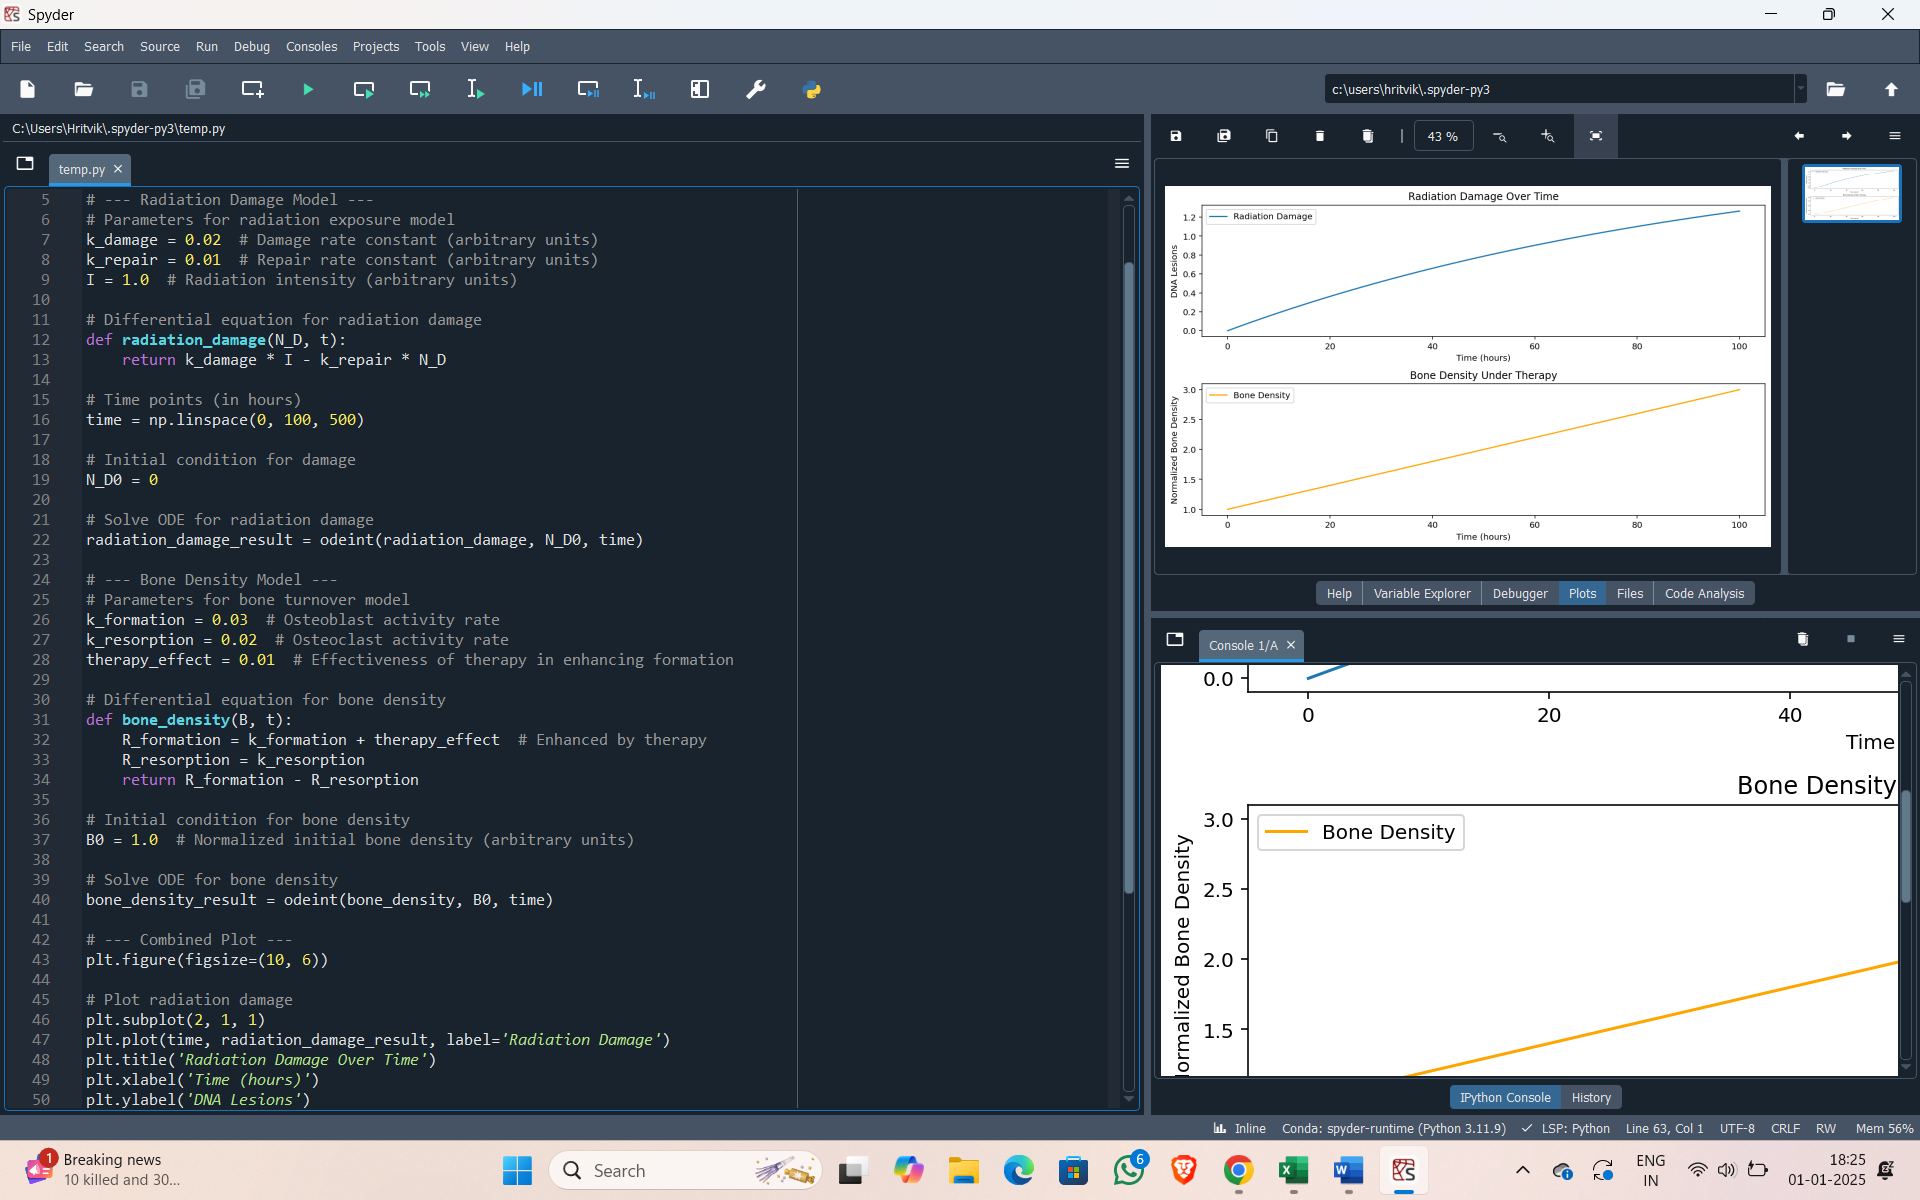 Spyder
File Edit Search Source Run Debug Consoles Projects Tools View Help
c:\users\hritvik\.spyder-py3
C:\Users\Hritvik\.spyder-py3\temp.py
temp.py
5 # --- Radiation Damage Model ---
6 # Parameters for radiation exposure model
7 k_damage = 0.02  # Damage rate constant (arbitrary units)
8 k_repair = 0.01  # Repair rate constant (arbitrary units)
9 I = 1.0  # Radiation intensity (arbitrary units)
10
11 # Differential equation for radiation damage
12 def radiation_damage(N_D, t):
13     return k_damage * I - k_repair * N_D
14
15 # Time points (in hours)
16 time = np.linspace(0, 100, 500)
17
18 # Initial condition for damage
19 N_D0 = 0
20
21 # Solve ODE for radiation damage
22 radiation_damage_result = odeint(radiation_damage, N_D0, time)
23
24 # --- Bone Density Model ---
25 # Parameters for bone turnover model
26 k_formation = 0.03  # Osteoblast activity rate
27 k_resorption = 0.02  # Osteoclast activity rate
28 therapy_effect = 0.01  # Effectiveness of therapy in enhancing formation
29
30 # Differential equation for bone density
31 def bone_density(B, t):
32     R_formation = k_formation + therapy_effect  # Enhanced by therapy
33     R_resorption = k_resorption
34     return R_formation - R_resorption
35
36 # Initial condition for bone density
37 B0 = 1.0  # Normalized initial bone density (arbitrary units)
38
39 # Solve ODE for bone density
40 bone_density_result = odeint(bone_density, B0, time)
41
42 # --- Combined Plot ---
43 plt.figure(figsize=(10, 6))
44
45 # Plot radiation damage
46 plt.subplot(2, 1, 1)
47 plt.plot(time, radiation_damage_result, label='Radiation Damage')
48 plt.title('Radiation Damage Over Time')
49 plt.xlabel('Time (hours)')
50 plt.ylabel('DNA Lesions')
43 %
Radiation Damage Over Time
Radiation Damage
DNA Lesions
1.2
1.0
0.8
0.6
0.4
0.2
0.0
0 20 40 60 80 100
Time (hours)
Bone Density Under Therapy
Bone Density
Normalized Bone Density
3.0
2.5
2.0
1.5
1.0
0 20 40 60 80 100
Time (hours)
Help Variable Explorer Debugger Plots Files Code Analysis
Console 1/A
0.0
0 20 40
Time
Bone Density
3.0
Bone Density
2.5
2.0
1.5
ormalized Bone Density
IPython Console History
Inline Conda: spyder-runtime (Python 3.11.9) LSP: Python Line 63, Col 1 UTF-8 CRLF RW Mem 56%
1
Breaking news
10 killed and 30...
Search
6
ENG
IN
18:25
01-01-2025